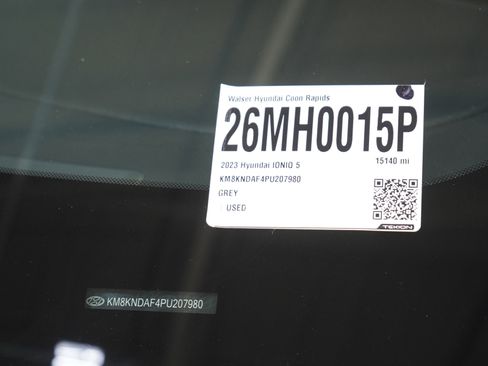 Walser Hyundai Coon Rapids
26MH0015P
2023 Hyundai IONIQ 5
15140 mi
KM8KNDAF4PU207980
GREY
USED
TEKION
KM8KNDAF4PU207980